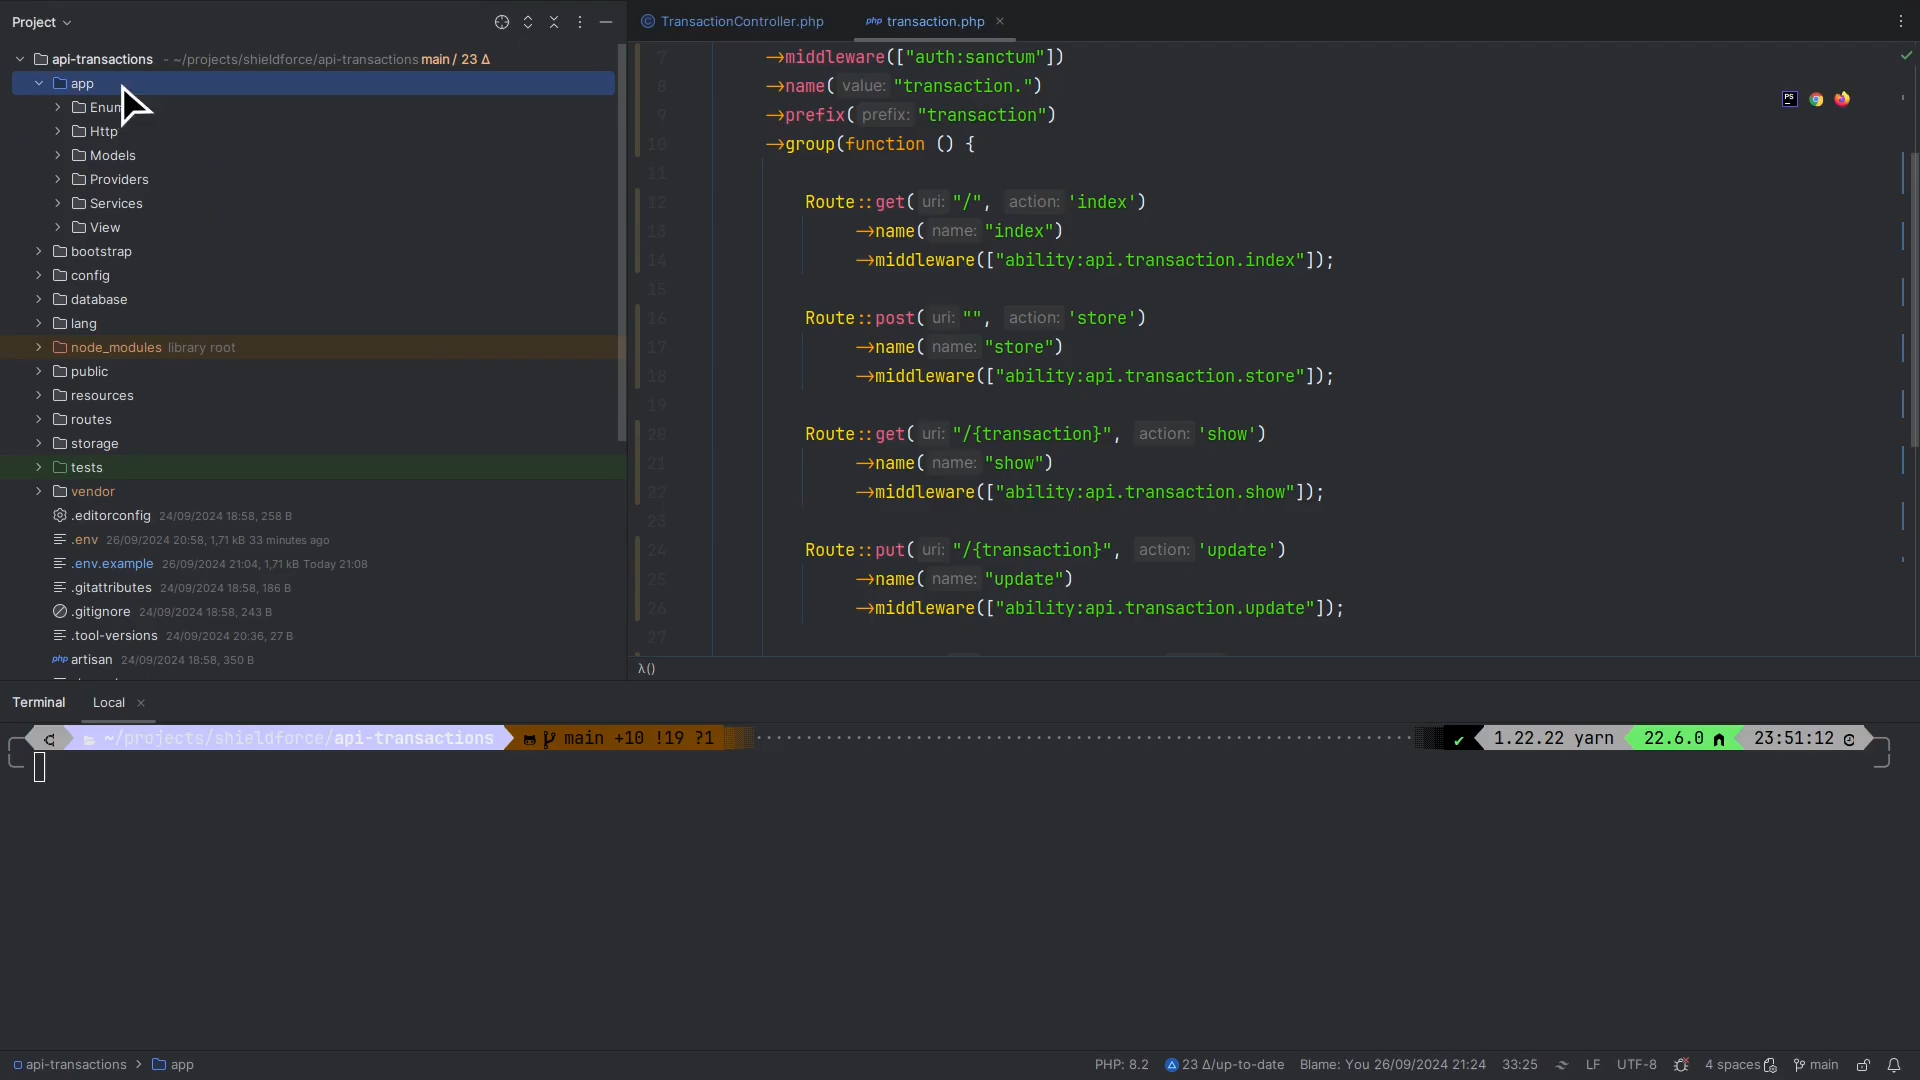 Project
TransactionController.php
php transaction.php
api-transactions - ~/projects/shieldforce/api-transactions main / 23 Δ
app
Enum
Http
Models
Providers
Services
View
bootstrap
config
database
lang
node_modules library root
public
resources
routes
storage
tests
vendor
.editorconfig 24/09/2024 18:58, 258 B
.env 26/09/2024 20:58, 1,71 kB 33 minutes ago
.env.example 26/09/2024 21:04, 1,71 kB Today 21:08
.gitattributes 24/09/2024 18:58, 186 B
.gitignore 24/09/2024 18:58, 243 B
.tool-versions 24/09/2024 20:36, 27 B
php artisan 24/09/2024 18:58, 350 B
7 ->middleware(["auth:sanctum"])
8 ->name( value: "transaction.")
9 ->prefix( prefix: "transaction")
10 ->group(function () {
11
12 Route::get( uri: "/", action: 'index')
13 ->name( name: "index")
14 ->middleware(["ability:api.transaction.index"]);
15
16 Route::post( uri: "", action: 'store')
17 ->name( name: "store")
18 ->middleware(["ability:api.transaction.store"]);
19
20 Route::get( uri: "/{transaction}", action: 'show')
21 ->name( name: "show")
22 ->middleware(["ability:api.transaction.show"]);
23
24 Route::put( uri: "/{transaction}", action: 'update')
25 ->name( name: "update")
26 ->middleware(["ability:api.transaction.update"]);
27
PS
λ()
Terminal Local
~/projects/shieldforce/api-transactions main +10 !19 ?1 ✔ 1.22.22 yarn 22.6.0 23:51:12
api-transactions > app
PHP: 8.2 23 Δ/up-to-date Blame: You 26/09/2024 21:24 33:25 LF UTF-8 4 spaces main